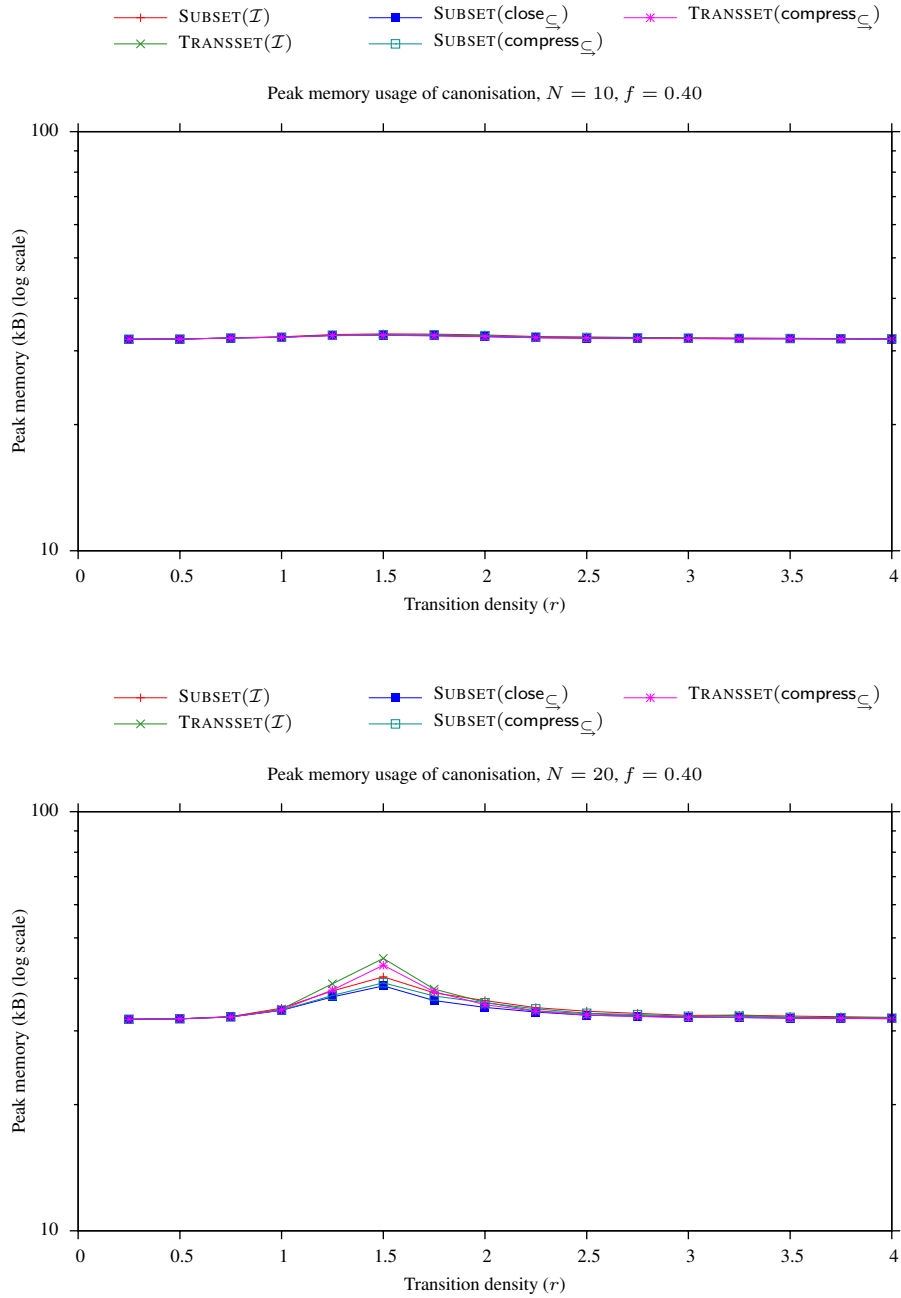 SUBSET(ℐ)
TRANSSET(ℐ)
SUBSET(close⊆→)
SUBSET(compress⊆→)
TRANSSET(compress⊆→)
Peak memory usage of canonisation, N = 10, f = 0.40
100
10
Peak memory (kB) (log scale)
0 0.5 1 1.5 2 2.5 3 3.5 4
Transition density (r)
SUBSET(ℐ)
TRANSSET(ℐ)
SUBSET(close⊆→)
SUBSET(compress⊆→)
TRANSSET(compress⊆→)
Peak memory usage of canonisation, N = 20, f = 0.40
100
10
Peak memory (kB) (log scale)
0 0.5 1 1.5 2 2.5 3 3.5 4
Transition density (r)